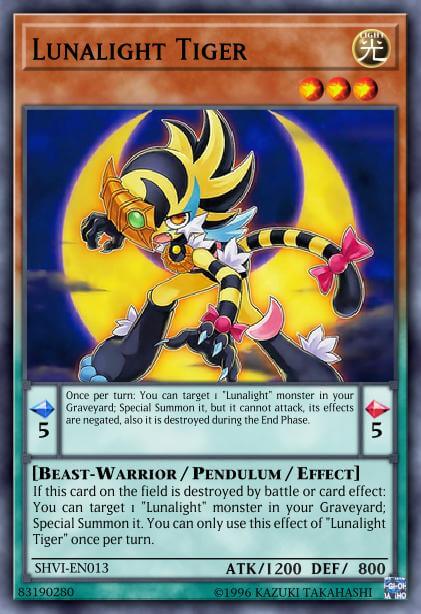 LUNALIGHT TIGER
LIGHT
光
Once per turn: You can target 1 "Lunalight" monster in your
Graveyard; Special Summon it, but it cannot attack, its effects
are negated, also it is destroyed during the End Phase.
5
5
[BEAST-WARRIOR / PENDULUM / EFFECT]
If this card on the field is destroyed by battle or card effect:
You can target 1 "Lunalight" monster in your Graveyard;
Special Summon it. You can only use this effect of "Lunalight
Tiger" once per turn.
SHVI-EN013
ATK/1200 DEF/ 800
83190280
©1996 KAZUKI TAKAHASHI